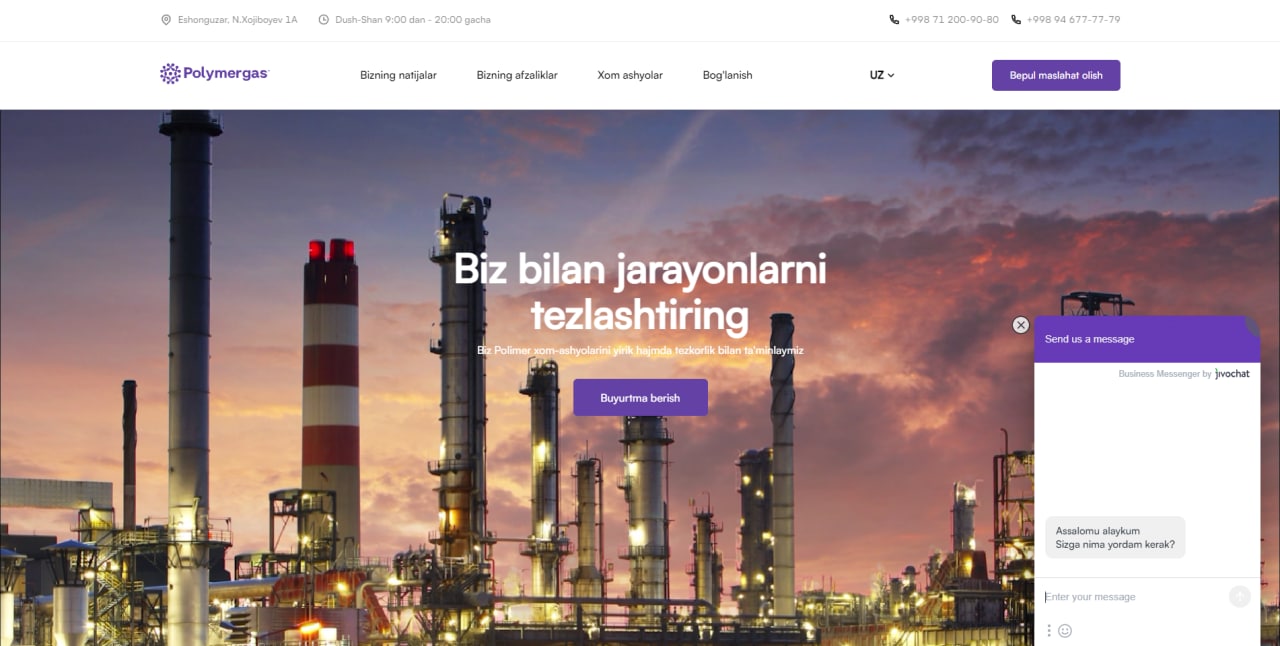 Eshonguzar, N.Xojiboyev 1A
Dush-Shan 9:00 dan - 20:00 gacha
+998 71 200-90-80
+998 94 677-77-79
Polymergas
Bizning natijalar
Bizning afzaliklar
Xom ashyolar
Bog'lanish
UZ
Bepul maslahat olish
Biz bilan jarayonlarni
tezlashtiring
Biz Polimer xom-ashyolarini yirik hajmda tezkorlik bilan ta'minlaymiz
Buyurtma berish
Send us a message
Business Messenger by jivochat
Assalomu alaykum
Sizga nima yordam kerak?
Enter your message